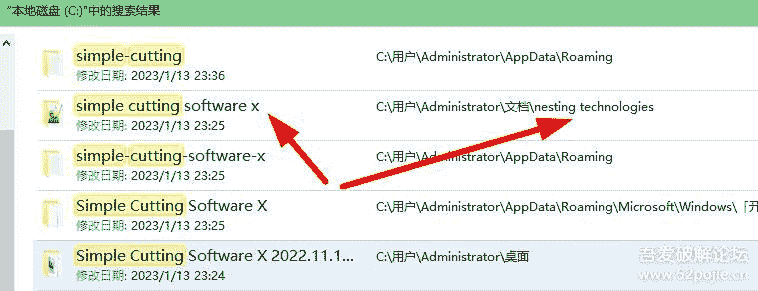 "本地磁盘 (C:)"中的搜索结果
simple-cutting
C:\用户\Administrator\AppData\Roaming
修改日期: 2023/1/13 23:36
simple cutting software x
C:\用户\Administrator\文档\nesting technologies
修改日期: 2023/1/13 23:25
simple-cutting-software-x
C:\用户\Administrator\AppData\Roaming
修改日期: 2023/1/13 23:25
Simple Cutting Software X
C:\用户\Administrator\AppData\Roaming\Microsoft\Windows\「开
修改日期: 2023/1/13 23:25
Simple Cutting Software X 2022.11.1...
C:\用户\Administrator\桌面
修改日期: 2023/1/13 23:24
吾爱破解论坛
www.52pojie.cn